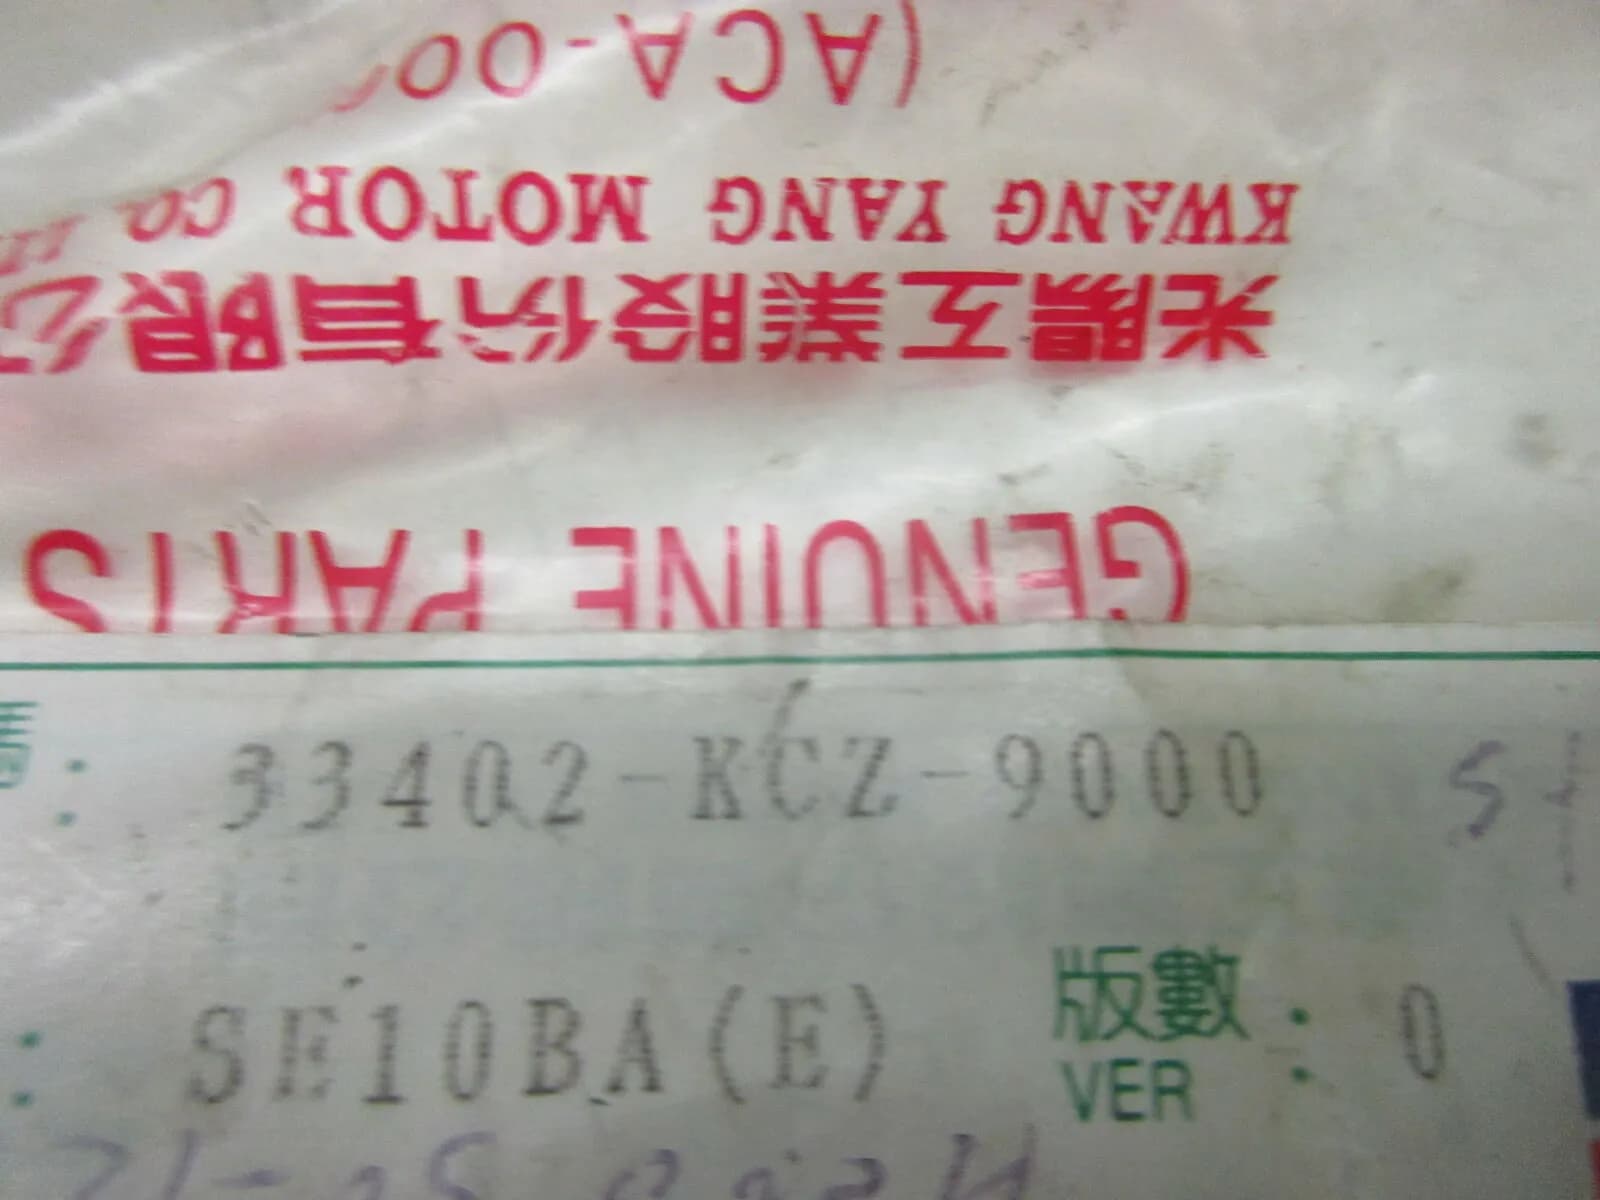 GENUINE PARTS
光陽工業股份有限公
KWANG YANG MOTOR CO.
(ACA-00
33402-KCZ-9000
SE10BA(E) 版數 : 0
VER